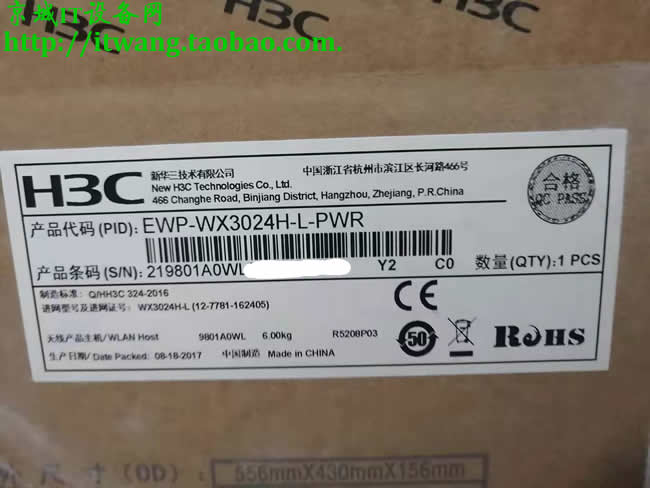 京城IT设备网
http://itwang.taobao.com
H3C
H3C
新华三技术有限公司 中国浙江省杭州市滨江区长河路466号
New H3C Technologies Co., Ltd.
466 Changhe Road, Binjiang District, Hangzhou, Zhejiang, P.R.China
合格
QC PASS
产品代码 (PID): EWP-WX3024H-L-PWR
产品条码 (S/N): 219801A0WL Y2 C0 数量(QTY): 1 PCS
制造标准: Q/HH3C 324-2016
进网型号及进网证号: WX3024H-L (12-7781-162405)
无线产品主机/WLAN Host 9801A0WL 6.00kg R5208P03
生产日期/ Date Packed: 08-18-2017 中国制造 Made in CHINA
CE
50
RoHS
外尺寸(OD): 556mmX430mmX156mm